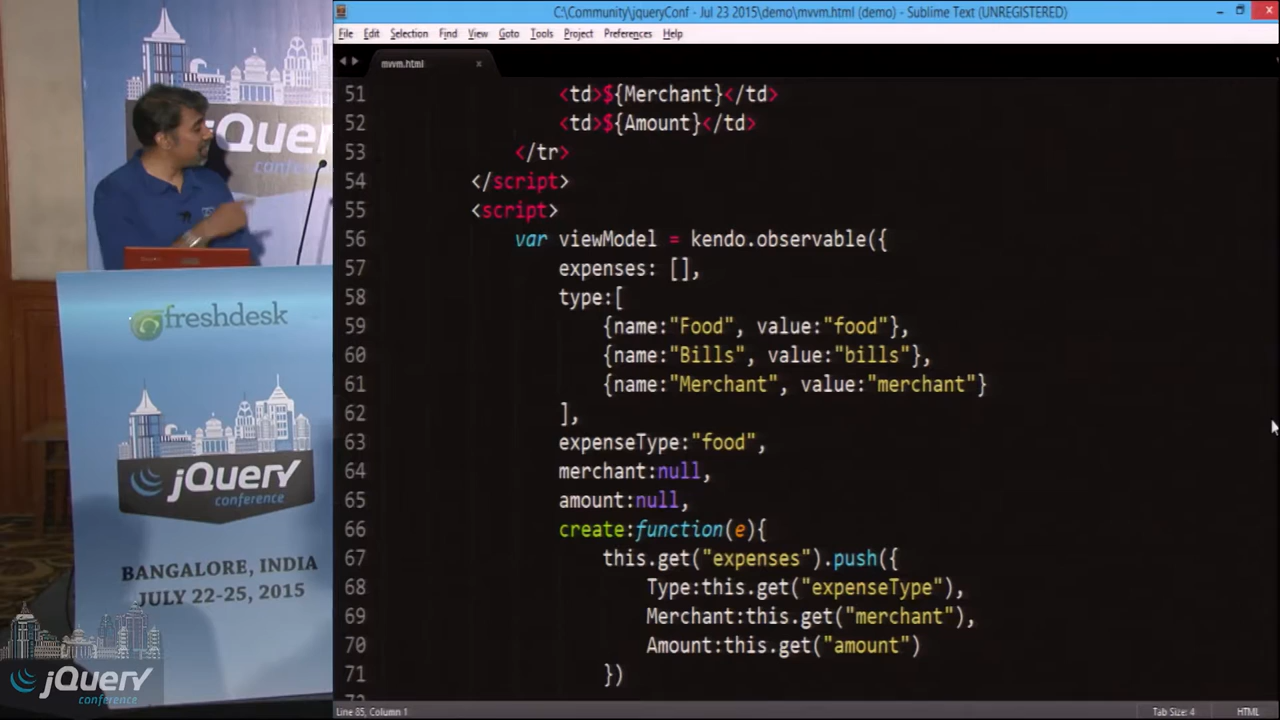 C:\Community\jqueryConf - Jul 23 2015\demo\mvvm.html (demo) - Sublime Text (UNREGISTERED)
File Edit Selection Find View Goto Tools Project Preferences Help
mvvm.html
51 <td>${Merchant}</td>
52 <td>${Amount}</td>
53 </tr>
54 </script>
55 <script>
56 var viewModel = kendo.observable({
57 expenses: [],
58 type:[
59 {name:"Food", value:"food"},
60 {name:"Bills", value:"bills"},
61 {name:"Merchant", value:"merchant"}
62 ],
63 expenseType:"food",
64 merchant:null,
65 amount:null,
66 create:function(e){
67 this.get("expenses").push({
68 Type:this.get("expenseType"),
69 Merchant:this.get("merchant"),
70 Amount:this.get("amount")
71 })
Line 85, Column 1
Tab Size: 4
HTML
jQuery
conference
freshdesk
jQuery
conference
BANGALORE, INDIA
JULY 22-25, 2015
jQuery
conference